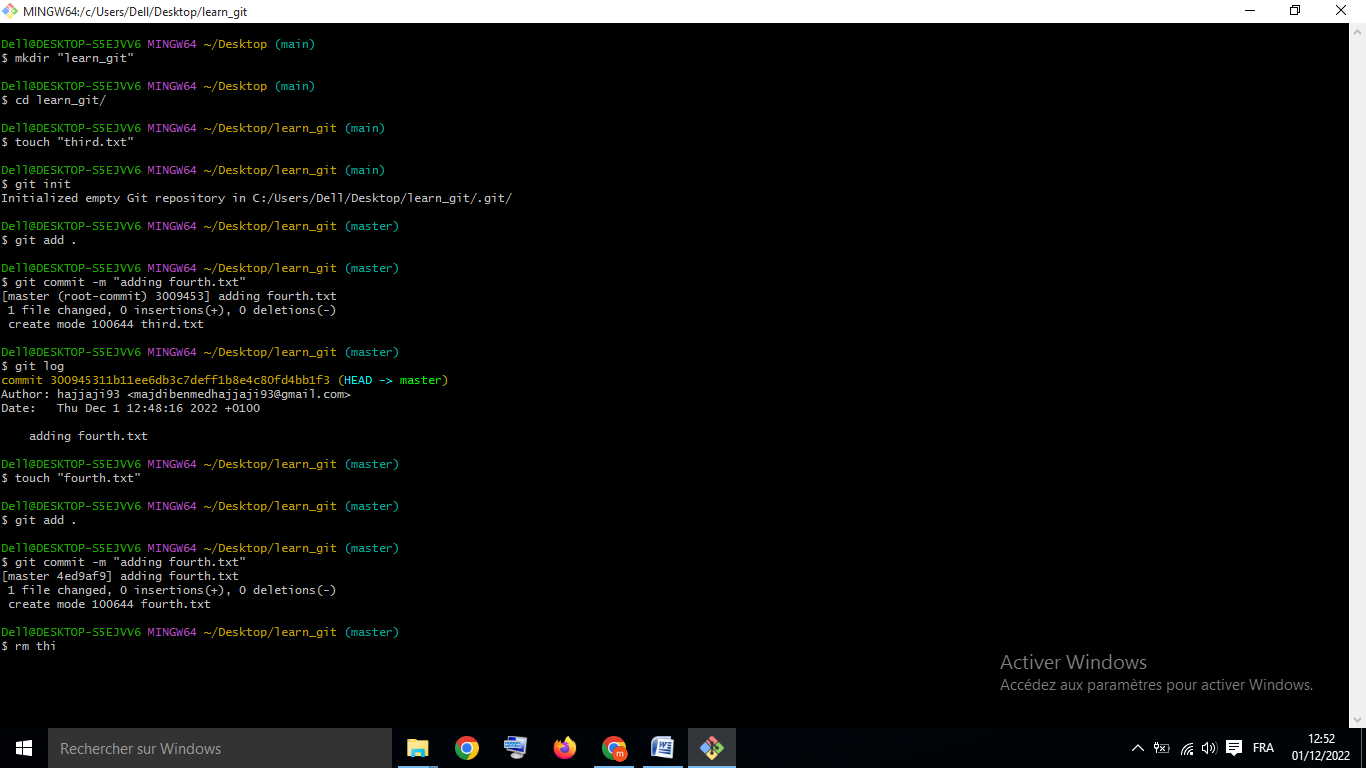 MINGW64:/c/Users/Dell/Desktop/learn_git
Dell@DESKTOP-S5EJVV6 MINGW64 ~/Desktop (main)
$ mkdir "learn_git"
Dell@DESKTOP-S5EJVV6 MINGW64 ~/Desktop (main)
$ cd learn_git/
Dell@DESKTOP-S5EJVV6 MINGW64 ~/Desktop/learn_git (main)
$ touch "third.txt"
Dell@DESKTOP-S5EJVV6 MINGW64 ~/Desktop/learn_git (main)
$ git init
Initialized empty Git repository in C:/Users/Dell/Desktop/learn_git/.git/
Dell@DESKTOP-S5EJVV6 MINGW64 ~/Desktop/learn_git (master)
$ git add .
Dell@DESKTOP-S5EJVV6 MINGW64 ~/Desktop/learn_git (master)
$ git commit -m "adding fourth.txt"
[master (root-commit) 3009453] adding fourth.txt
 1 file changed, 0 insertions(+), 0 deletions(-)
 create mode 100644 third.txt
Dell@DESKTOP-S5EJVV6 MINGW64 ~/Desktop/learn_git (master)
$ git log
commit 300945311b11ee6db3c7deff1b8e4c80fd4bb1f3 (HEAD -> master)
Author: hajjaji93 <majdibenmedhajjaji93@gmail.com>
Date:   Thu Dec 1 12:48:16 2022 +0100
    adding fourth.txt
Dell@DESKTOP-S5EJVV6 MINGW64 ~/Desktop/learn_git (master)
$ touch "fourth.txt"
Dell@DESKTOP-S5EJVV6 MINGW64 ~/Desktop/learn_git (master)
$ git add .
Dell@DESKTOP-S5EJVV6 MINGW64 ~/Desktop/learn_git (master)
$ git commit -m "adding fourth.txt"
[master 4ed9af9] adding fourth.txt
 1 file changed, 0 insertions(+), 0 deletions(-)
 create mode 100644 fourth.txt
Dell@DESKTOP-S5EJVV6 MINGW64 ~/Desktop/learn_git (master)
$ rm thi
Activer Windows
Accédez aux paramètres pour activer Windows.
Rechercher sur Windows
FRA
12:52
01/12/2022